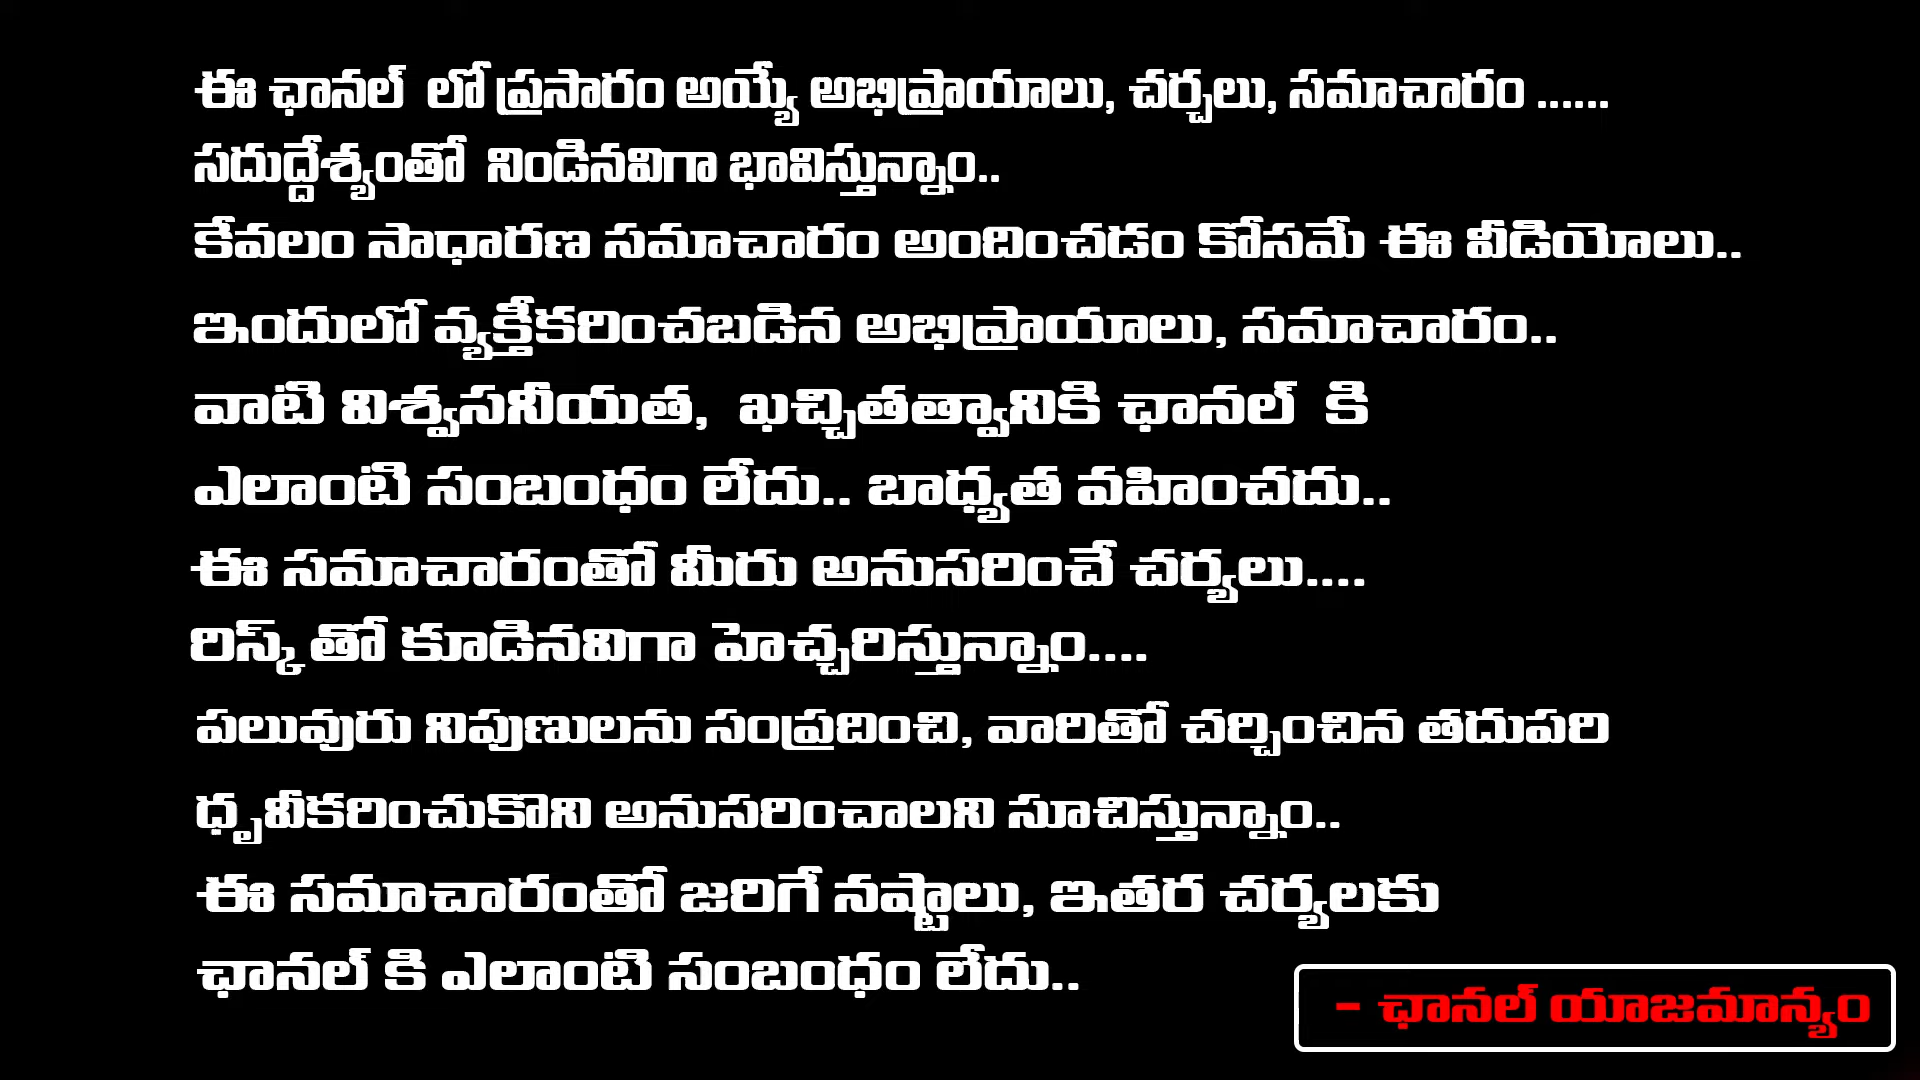 ఈ ఛానల్ లో ప్రసారం అయ్యే అభిప్రాయాలు, చర్చలు, సమాచారం ......
సదుద్దేశ్యంతో నిండినవిగా భావిస్తున్నాం..
కేవలం సాధారణ సమాచారం అందించడం కోసమే ఈ వీడియోలు..
ఇందులో వ్యక్తీకరించబడిన అభిప్రాయాలు, సమాచారం..
వాటి విశ్వసనీయత, ఖచ్చితత్వానికి ఛానల్ కి
ఎలాంటి సంబంధం లేదు.. బాధ్యత వహించదు..
ఈ సమాచారంతో మీరు అనుసరించే చర్యలు....
రిస్క్ తో కూడినవిగా హెచ్చరిస్తున్నాం....
పలువురు నిపుణులను సంప్రదించి, వారితో చర్చించిన తదుపరి
ధృవీకరించుకొని అనుసరించాలని సూచిస్తున్నాం..
ఈ సమాచారంతో జరిగే నష్టాలు, ఇతర చర్యలకు
ఛానల్ కి ఎలాంటి సంబంధం లేదు..
- ఛానల్ యాజమాన్యం